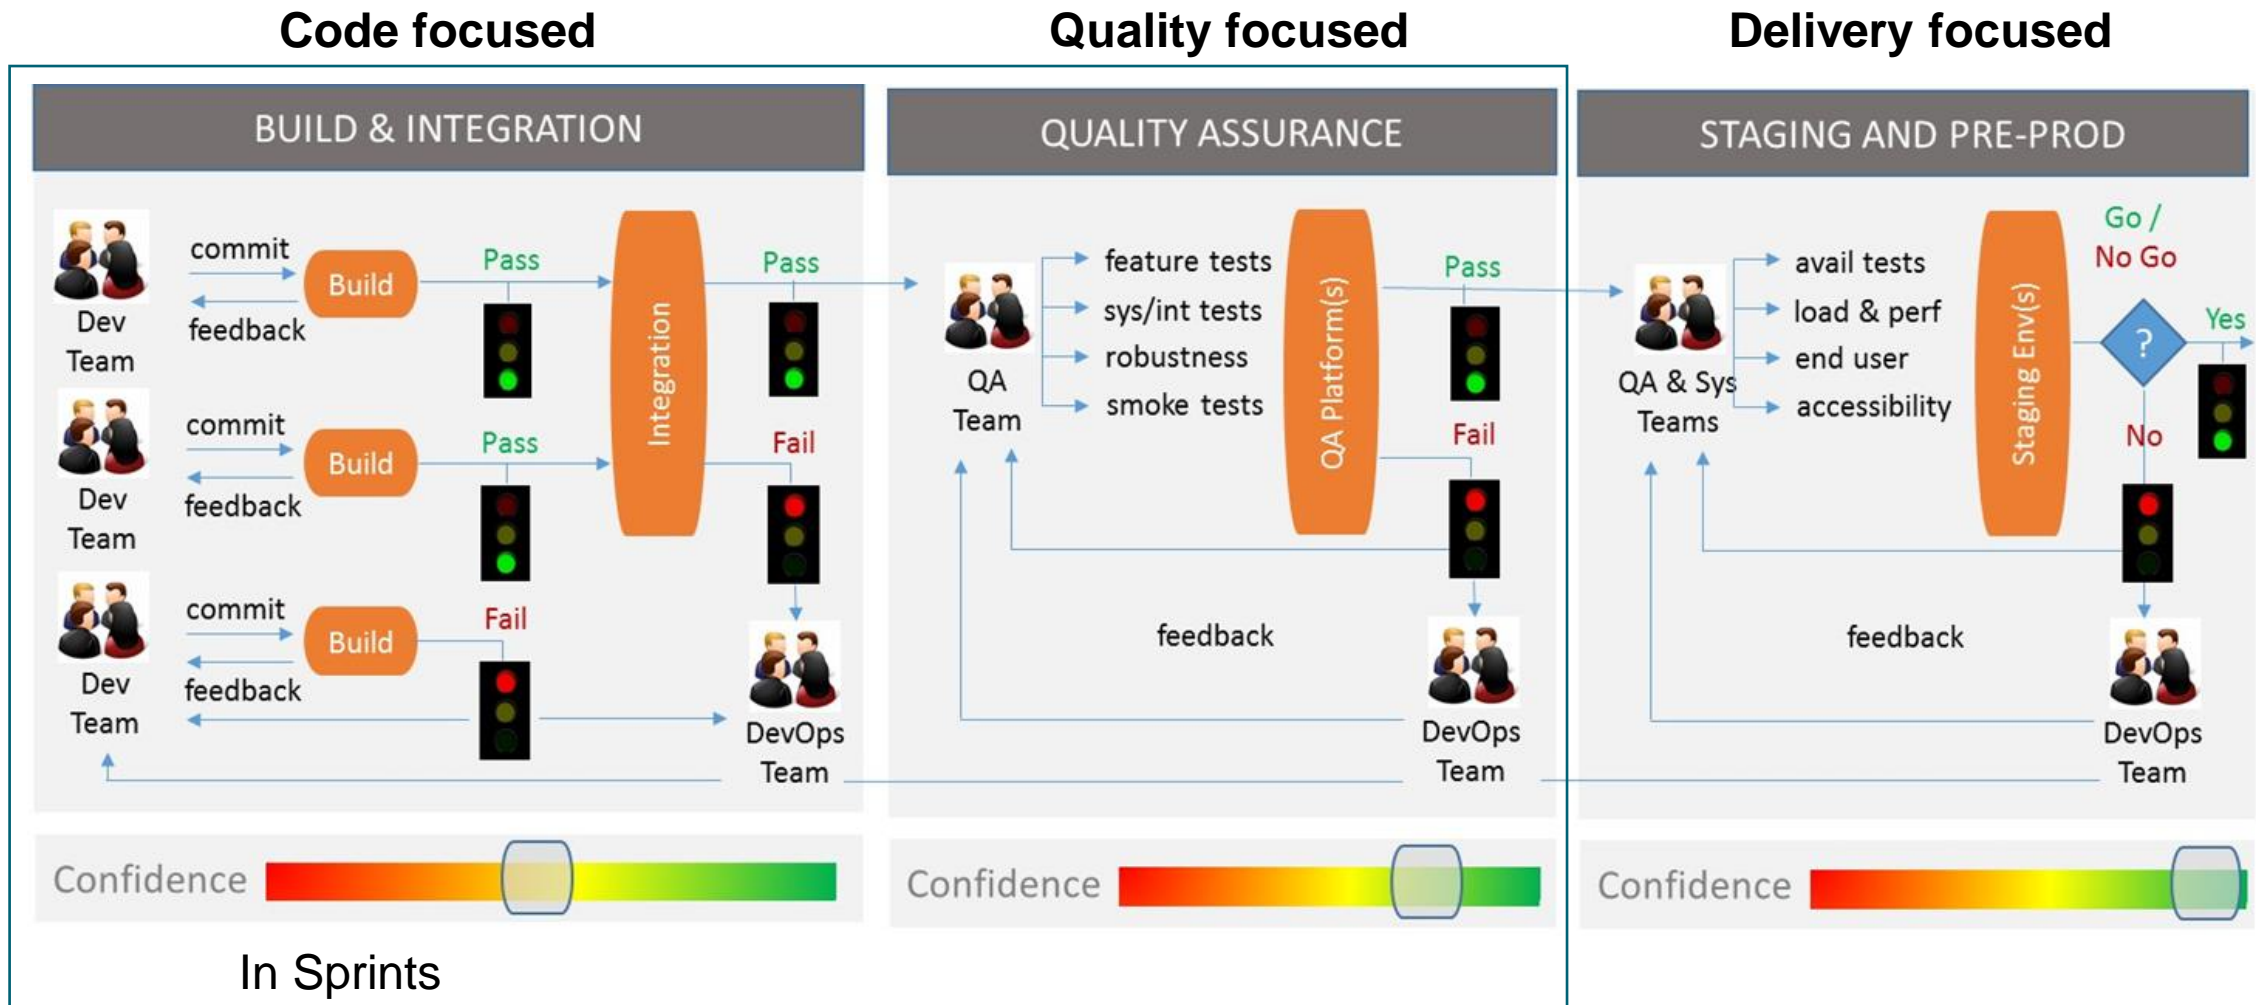 Code focused
Quality focused
Delivery focused
BUILD & INTEGRATION
Dev
Team
commit
feedback
Build
Pass
Dev
Team
commit
feedback
Build
Pass
Dev
Team
commit
feedback
Build
Fail
Integration
Pass
Fail
DevOps
Team
Confidence
In Sprints
QUALITY ASSURANCE
QA
Team
feature tests
sys/int tests
robustness
smoke tests
QA Platform(s)
Pass
Fail
feedback
DevOps
Team
Confidence
STAGING AND PRE-PROD
QA & Sys
Teams
avail tests
load & perf
end user
accessibility
Staging Env(s)
Go /
No Go
?
Yes
No
feedback
DevOps
Team
Confidence